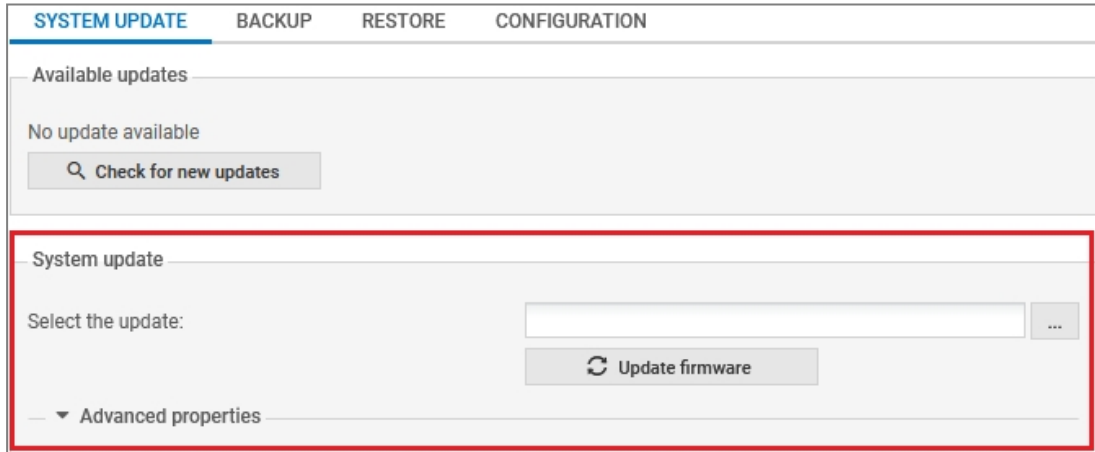 SYSTEM UPDATE BACKUP RESTORE CONFIGURATION
Available updates
No update available
Check for new updates
System update
Select the update: ...
Update firmware
Advanced properties